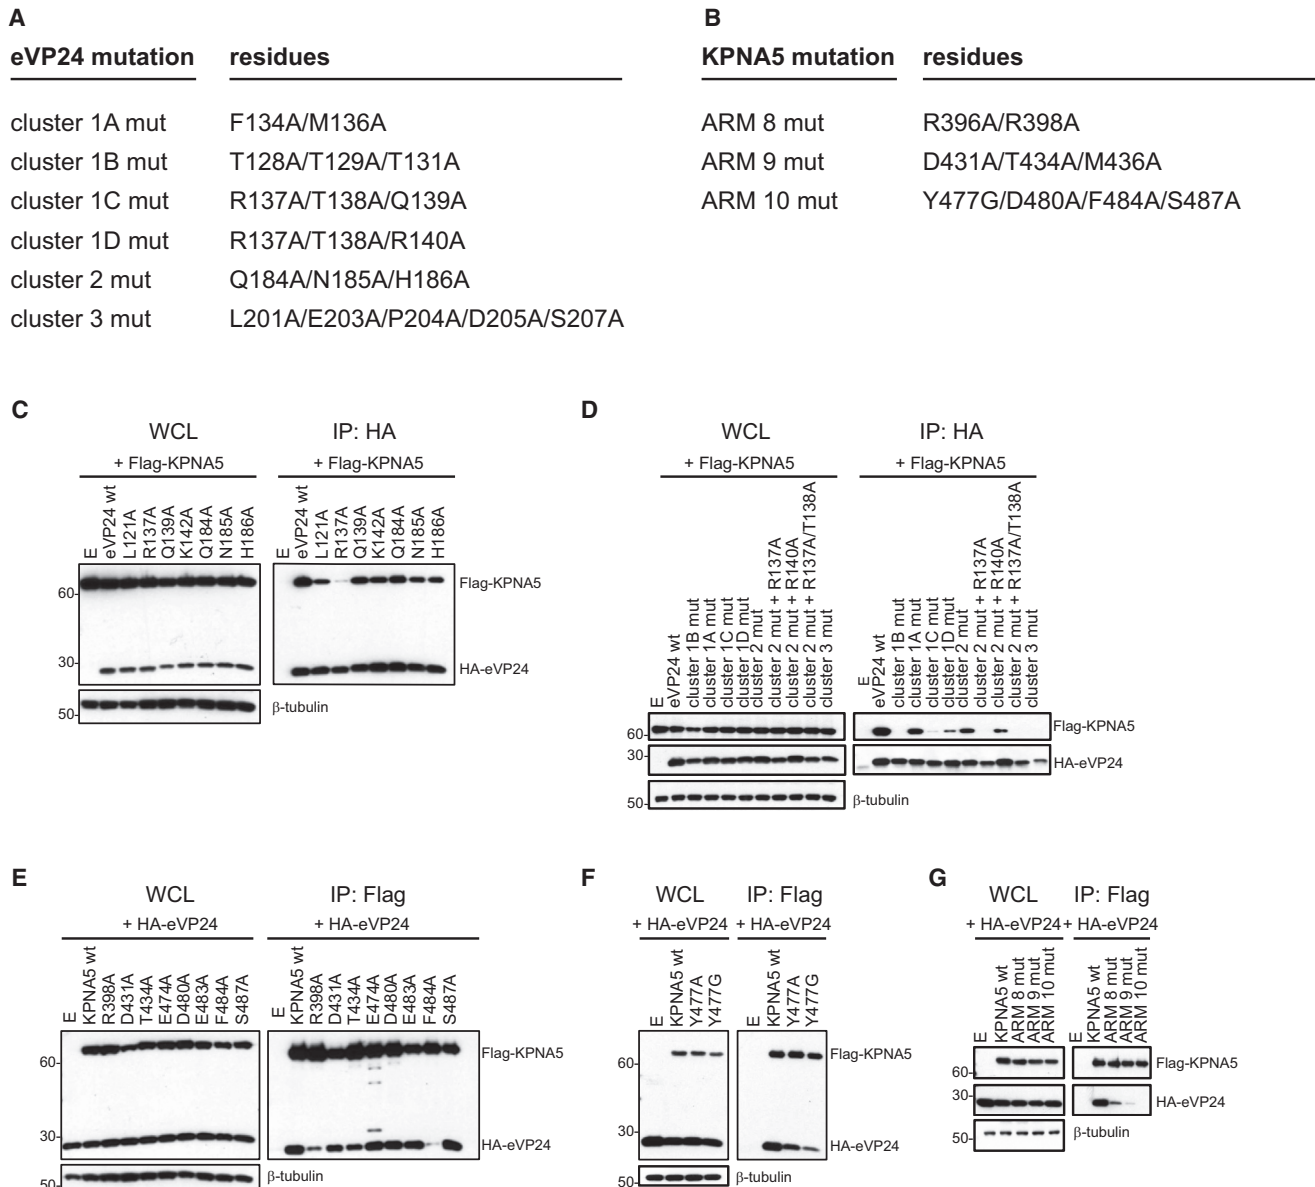 A
eVP24 mutation residues
cluster 1A mut F134A/M136A
cluster 1B mut T128A/T129A/T131A
cluster 1C mut R137A/T138A/Q139A
cluster 1D mut R137A/T138A/R140A
cluster 2 mut Q184A/N185A/H186A
cluster 3 mut L201A/E203A/P204A/D205A/S207A
B
KPNA5 mutation residues
ARM 8 mut R396A/R398A
ARM 9 mut D431A/T434A/M436A
ARM 10 mut Y477G/D480A/F484A/S487A
C
WCL IP: HA
+ Flag-KPNA5 + Flag-KPNA5
E
eVP24 wt
L121A
R137A
Q139A
K142A
Q184A
N185A
H186A
E
eVP24 wt
L121A
R137A
Q139A
K142A
Q184A
N185A
H186A
60- Flag-KPNA5
30- HA-eVP24
50- β-tubulin
D
WCL IP: HA
+ Flag-KPNA5 + Flag-KPNA5
E
eVP24 wt
cluster 1B mut
cluster 1A mut
cluster 1C mut
cluster 1D mut
cluster 2 mut
cluster 2 mut + R137A
cluster 2 mut + R140A
cluster 2 mut + R137A/T138A
cluster 3 mut
E
eVP24 wt
cluster 1B mut
cluster 1A mut
cluster 1C mut
cluster 1D mut
cluster 2 mut
cluster 2 mut + R137A
cluster 2 mut + R140A
cluster 2 mut + R137A/T138A
cluster 3 mut
60- Flag-KPNA5
30- HA-eVP24
50- β-tubulin
E
WCL IP: Flag
+ HA-eVP24 + HA-eVP24
E
KPNA5 wt
R398A
D431A
T434A
E474A
D480A
E483A
F484A
S487A
E
KPNA5 wt
R398A
D431A
T434A
E474A
D480A
E483A
F484A
S487A
60- Flag-KPNA5
30- HA-eVP24
50- β-tubulin
F
WCL IP: Flag
+ HA-eVP24 + HA-eVP24
E
KPNA5 wt
Y477A
Y477G
E
KPNA5 wt
Y477A
Y477G
60- Flag-KPNA5
30- HA-eVP24
50- β-tubulin
G
WCL IP: Flag
+ HA-eVP24 + HA-eVP24
E
KPNA5 wt
ARM 8 mut
ARM 9 mut
ARM 10 mut
E
KPNA5 wt
ARM 8 mut
ARM 9 mut
ARM 10 mut
60- Flag-KPNA5
30- HA-eVP24
50- β-tubulin